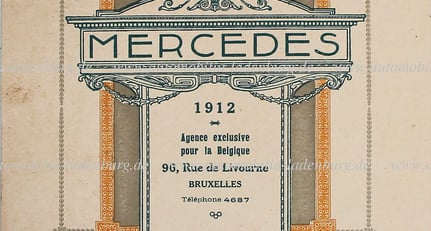 MERCEDES
1912
Agence exclusive
pour la Belgique
96, Rue de Livourne
BRUXELLES
Téléphone 4687